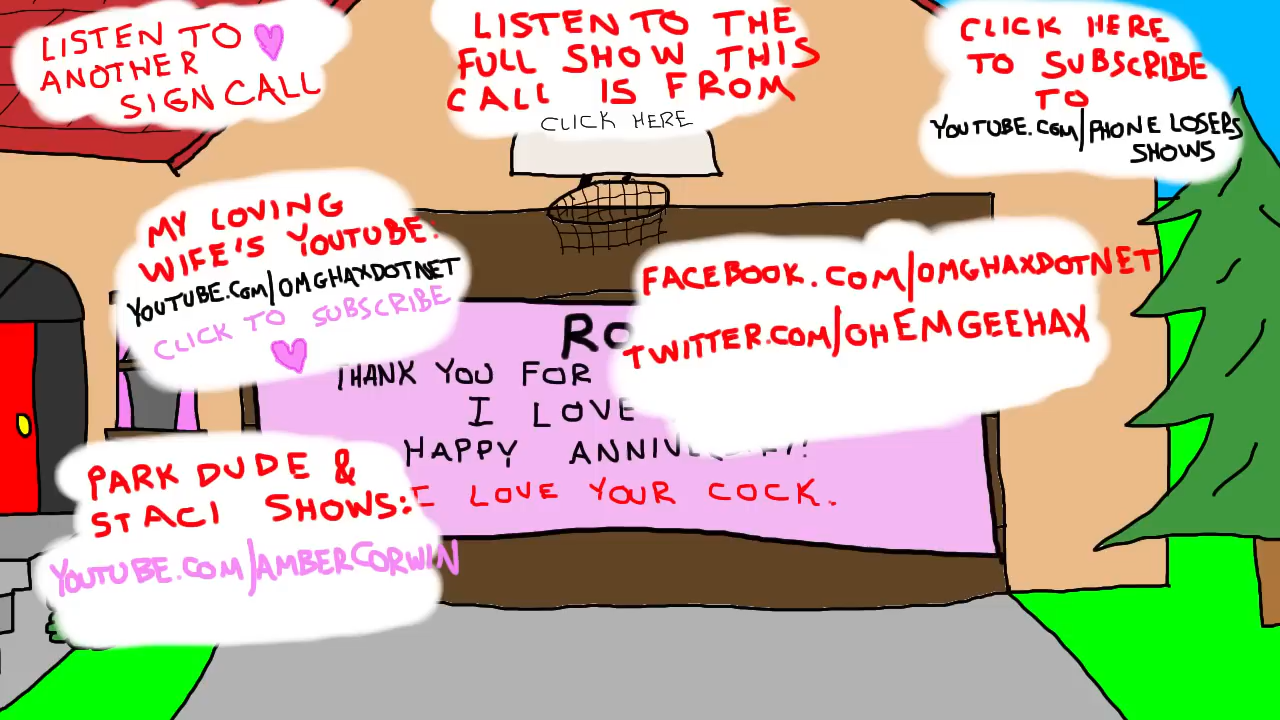 LISTEN TO
ANOTHER
SIGN CALL
LISTEN TO THE
FULL SHOW THIS
CALL IS FROM
CLICK HERE
CLICK HERE
TO SUBSCRIBE
TO
YOUTUBE.COM/PHONE LOSERS
SHOWS
MY LOVING
WIFE'S YOUTUBE:
YOUTUBE.COM/OMGHAXDOTNET
CLICK TO SUBSCRIBE
FACEBOOK.COM/OMGHAXDOTNET
TWITTER.COM/OHEMGEEHAX
RO
THANK YOU FOR
I LOVE
HAPPY ANNIVERSARY!
I LOVE YOUR COCK.
PARK DUDE &
STACI SHOWS:
YOUTUBE.COM/AMBERCORWIN